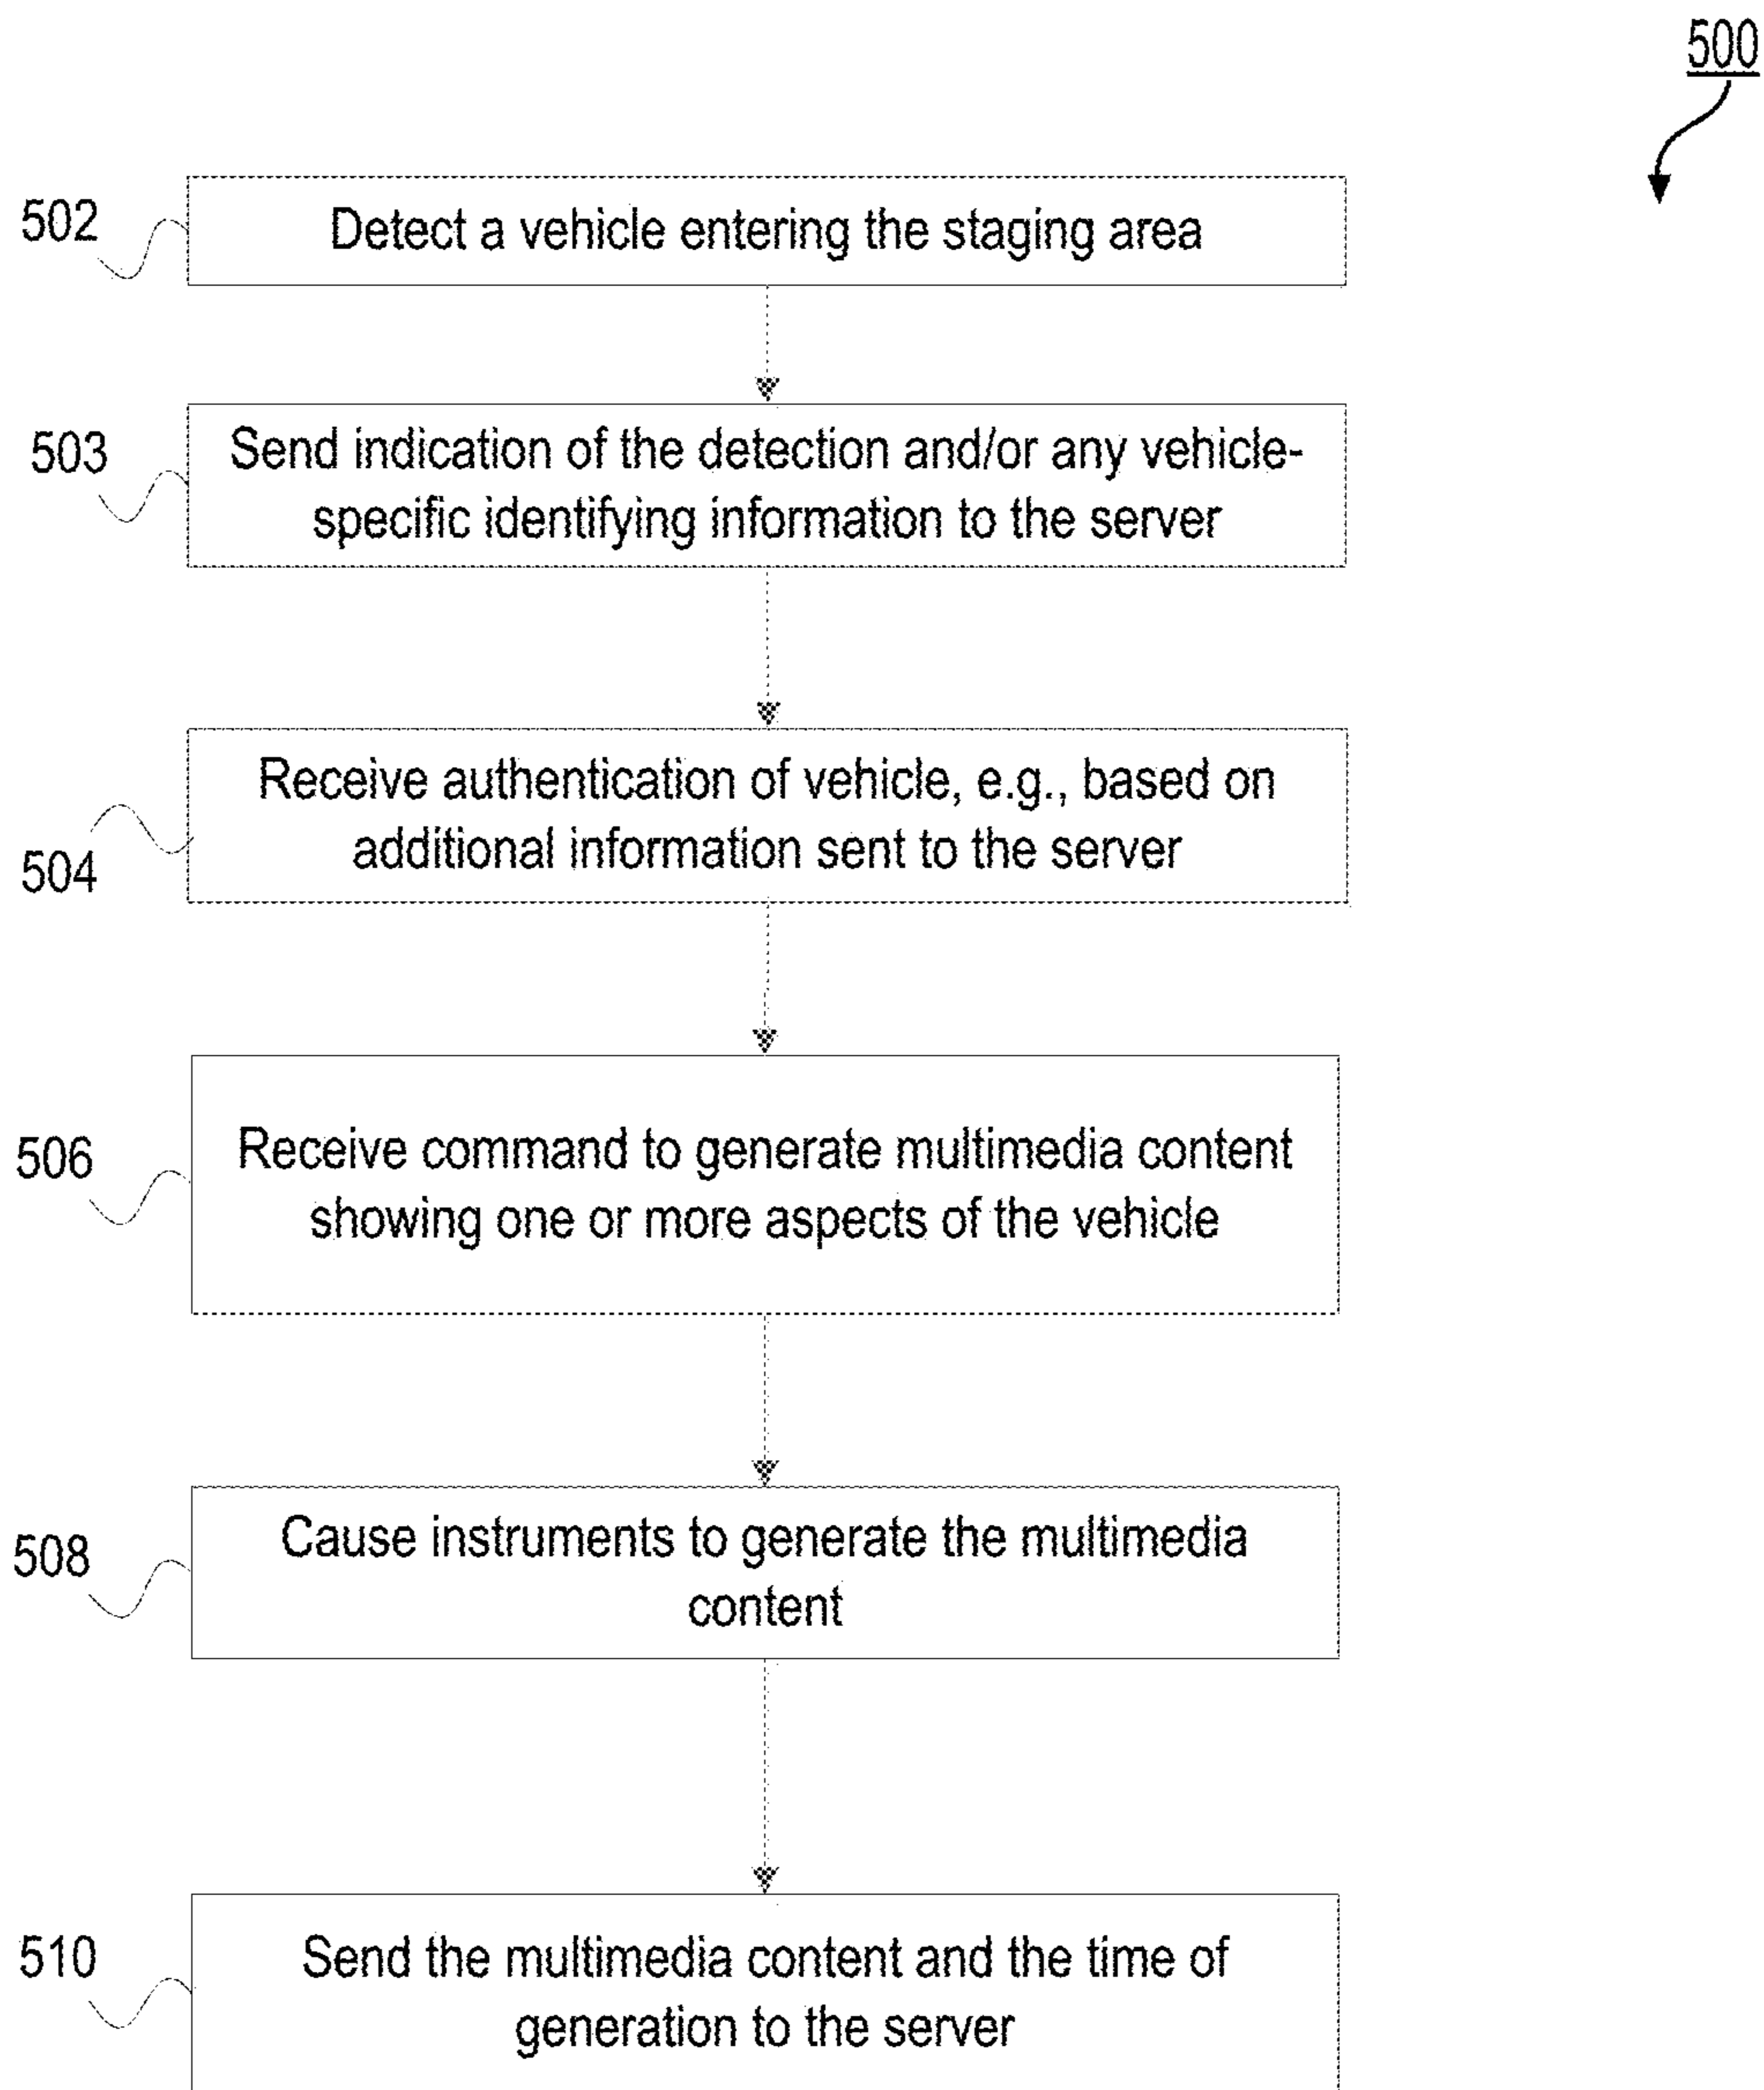 500
502
Detect a vehicle entering the staging area
503
Send indication of the detection and/or any vehicle-
specific identifying information to the server
504
Receive authentication of vehicle, e.g., based on
additional information sent to the server
506
Receive command to generate multimedia content
showing one or more aspects of the vehicle
508
Cause instruments to generate the multimedia
content
510
Send the multimedia content and the time of
generation to the server